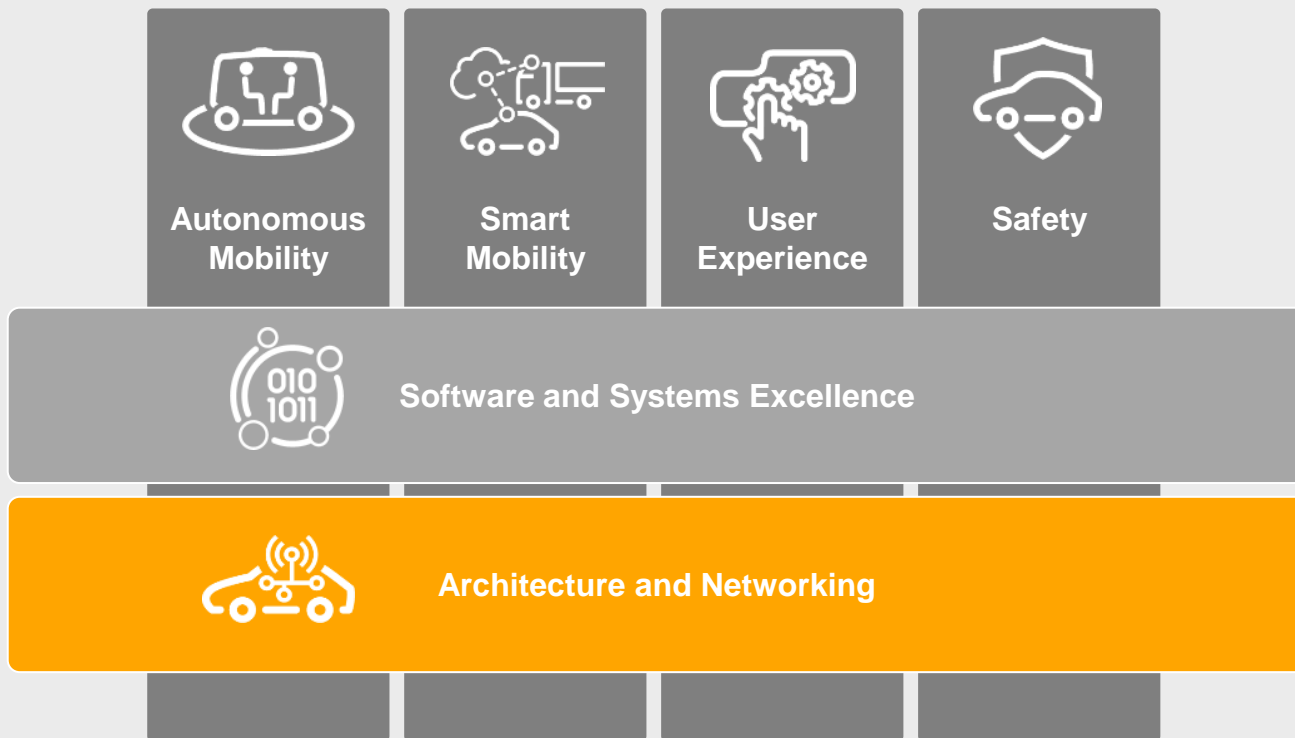 Autonomous
Mobility
Smart
Mobility
User
Experience
Safety
010
1011
Software and Systems Excellence
Architecture and Networking